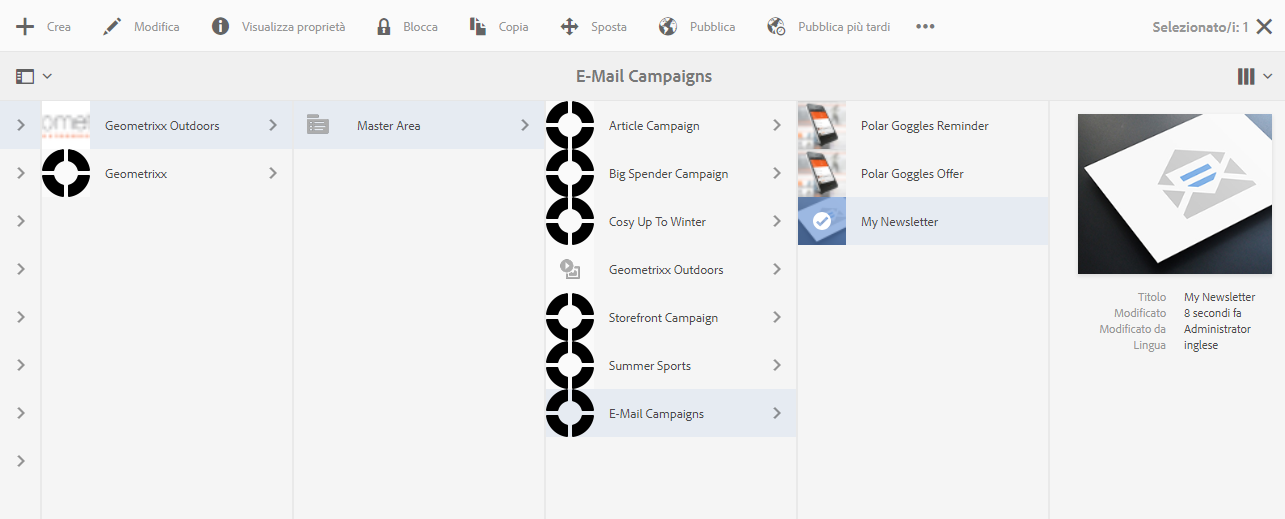 Crea
Modifica
Visualizza proprietà
Blocca
Copia
Sposta
Pubblica
Pubblica più tardi
Selezionato/i: 1
E-Mail Campaigns
Geometrixx Outdoors
Geometrixx
Master Area
Article Campaign
Big Spender Campaign
Cosy Up To Winter
Geometrixx Outdoors
Storefront Campaign
Summer Sports
E-Mail Campaigns
Polar Goggles Reminder
Polar Goggles Offer
My Newsletter
Titolo My Newsletter
Modificato 8 secondi fa
Modificato da Administrator
Lingua inglese